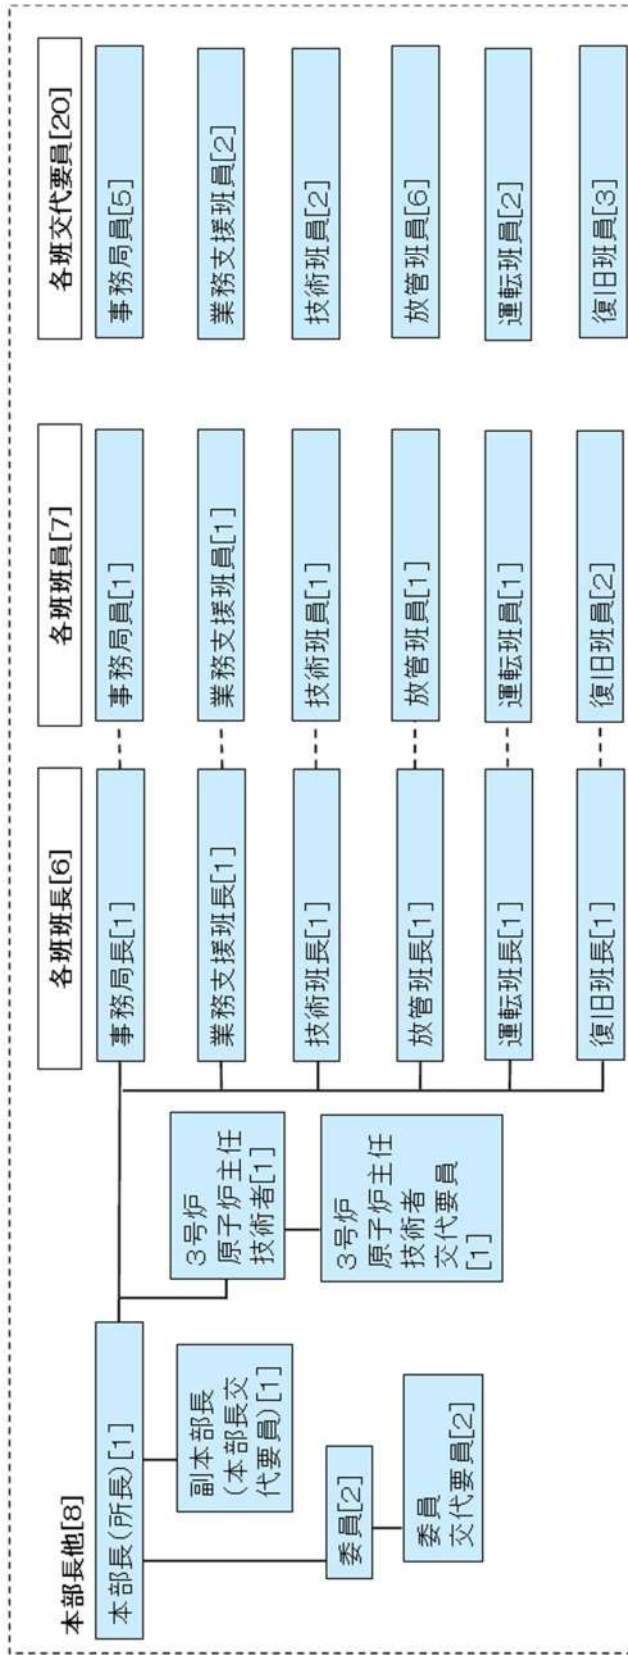 本部長他[8]
本部長(所長)[1]
副本部長
(本部長交
代要員)[1]
委員[2]
委員
交代要員[2]
3号炉
原子炉主任
技術者[1]
3号炉
原子炉主任
技術者
交代要員
[1]
各班班長[6]
事務局長[1]
業務支援班長[1]
技術班長[1]
放管班長[1]
運転班長[1]
復旧班長[1]
各班班員[7]
事務局員[1]
業務支援班員[1]
技術班員[1]
放管班員[1]
運転班員[1]
復旧班員[2]
各班交代要員[20]
事務局員[5]
業務支援班員[2]
技術班員[2]
放管班員[6]
運転班員[2]
復旧班員[3]